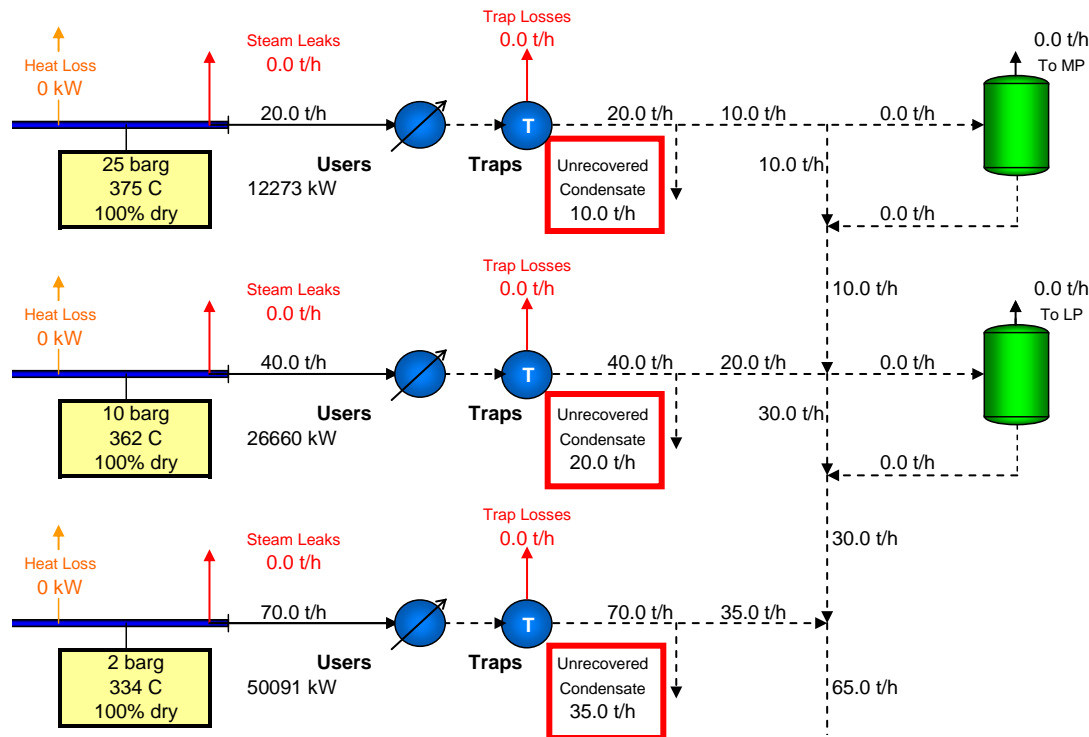 Trap Losses
0.0 t/h
0.0 t/h
To MP
Steam Leaks
0.0 t/h
Heat Loss
0 kW
20.0 t/h
T
20.0 t/h
10.0 t/h
0.0 t/h
Users
Traps
25 barg
375 C
100% dry
12273 kW
Unrecovered
Condensate
10.0 t/h
10.0 t/h
0.0 t/h
Trap Losses
0.0 t/h
10.0 t/h
0.0 t/h
To LP
Steam Leaks
0.0 t/h
Heat Loss
0 kW
40.0 t/h
T
40.0 t/h
20.0 t/h
0.0 t/h
Users
Traps
10 barg
362 C
100% dry
26660 kW
Unrecovered
Condensate
20.0 t/h
30.0 t/h
0.0 t/h
Trap Losses
0.0 t/h
30.0 t/h
Steam Leaks
0.0 t/h
Heat Loss
0 kW
70.0 t/h
T
70.0 t/h
35.0 t/h
Users
Traps
2 barg
334 C
100% dry
50091 kW
Unrecovered
Condensate
35.0 t/h
65.0 t/h